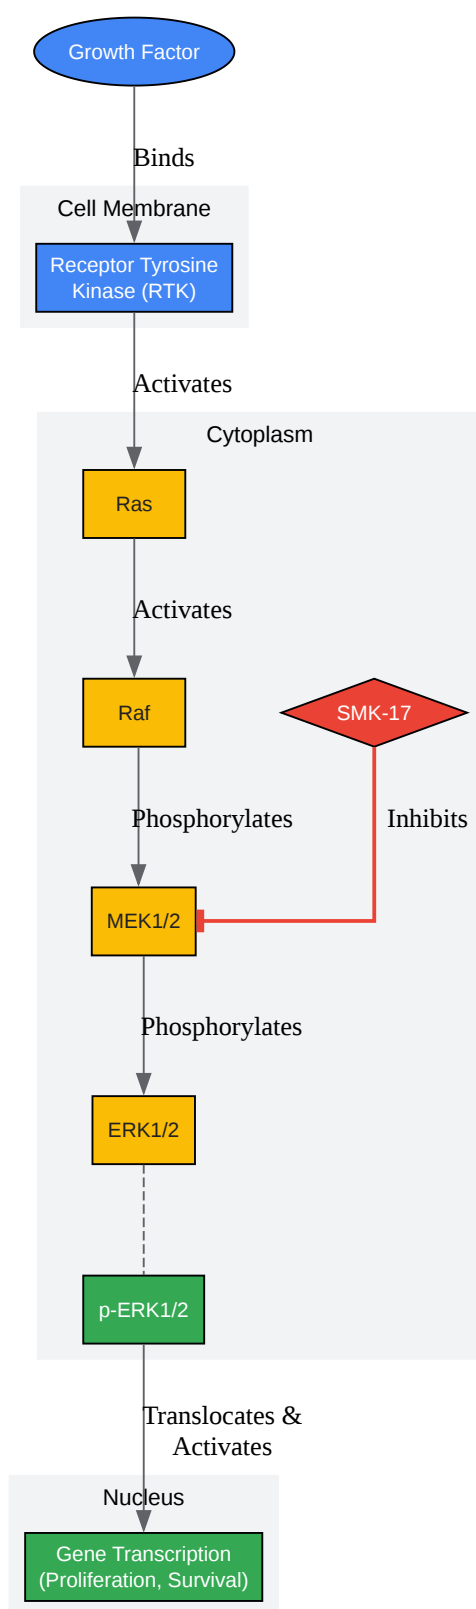 Growth Factor
Binds
Cell Membrane
Receptor Tyrosine
Kinase (RTK)
Activates
Cytoplasm
Ras
Activates
Raf
SMK-17
Phosphorylates
Inhibits
MEK1/2
Phosphorylates
ERK1/2
p-ERK1/2
Translocates &
Activates
Nucleus
Gene Transcription
(Proliferation, Survival)